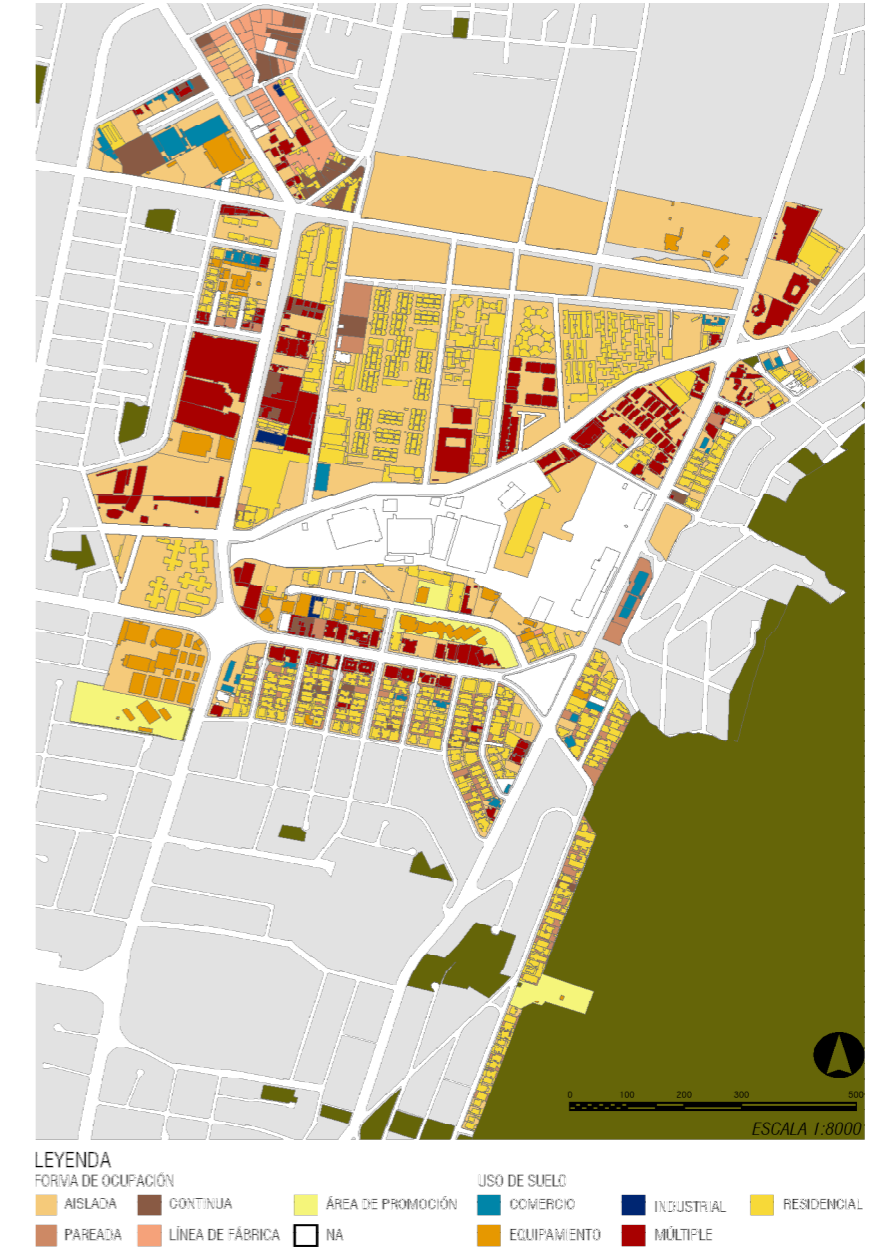 0 100 200 300 500
ESCALA 1:8000
LEYENDA
FORMA DE OCUPACIÓN
USO DE SUELO
AISLADA CONTINUA ÁREA DE PROMOCIÓN COMERCIO INDUSTRIAL RESIDENCIAL
PAREADA LÍNEA DE FÁBRICA NA EQUIPAMIENTO MÚLTIPLE